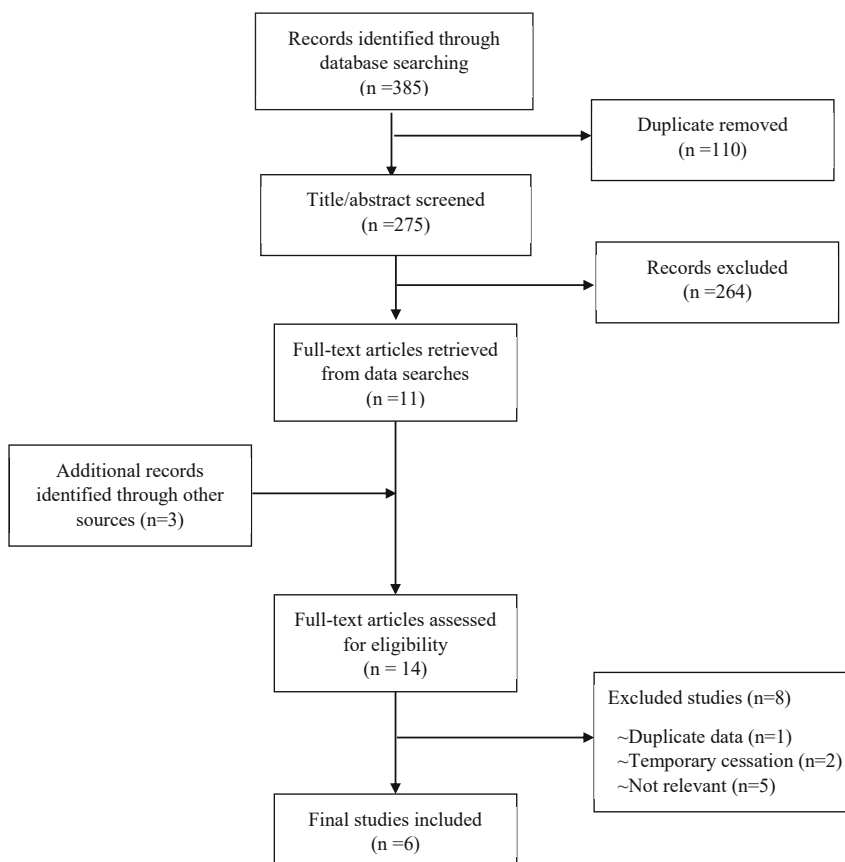 Records identified through
database searching
(n =385)
Duplicate removed
(n =110)
Title/abstract screened
(n =275)
Records excluded
(n =264)
Full-text articles retrieved
from data searches
(n =11)
Additional records
identified through other
sources (n=3)
Full-text articles assessed
for eligibility
(n = 14)
Excluded studies (n=8)
~Duplicate data (n=1)
~Temporary cessation (n=2)
~Not relevant (n=5)
Final studies included
(n =6)